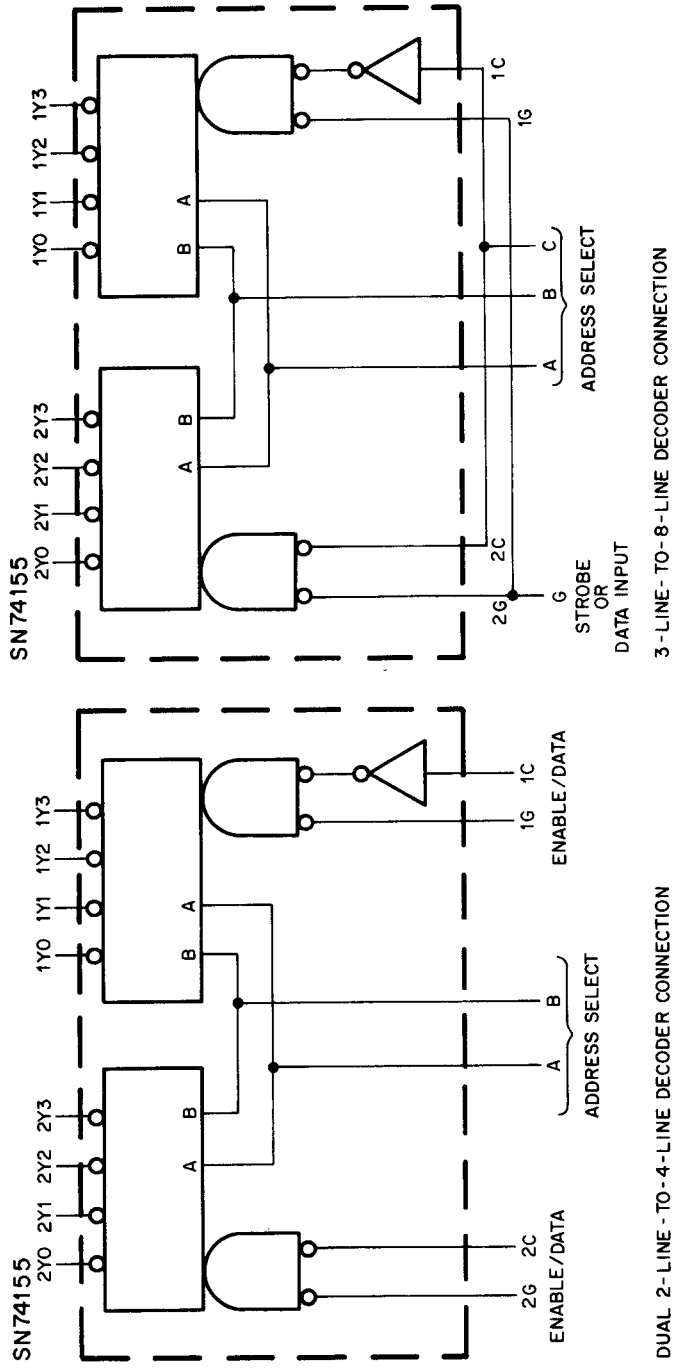 SN74155
2Y0 2Y1 2Y2 2Y3 1Y0 1Y1 1Y2 1Y3
A B B A
2G 2C A B 1G 1C
ENABLE/DATA ADDRESS SELECT ENABLE/DATA
DUAL 2-LINE-TO-4-LINE DECODER CONNECTION
SN74155
2Y0 2Y1 2Y2 2Y3 1Y0 1Y1 1Y2 1Y3
A B B A
2G 2C 1G 1C
G A B C
STROBE
OR
DATA INPUT
ADDRESS SELECT
3-LINE-TO-8-LINE DECODER CONNECTION